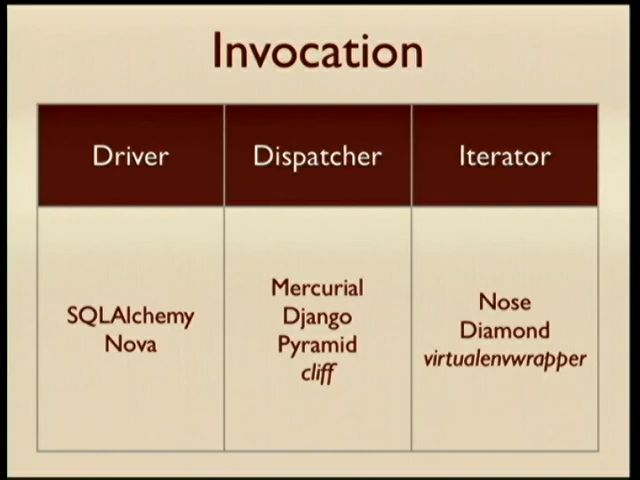 Invocation
Driver
Dispatcher
Iterator
SQLAlchemy
Nova
Mercurial
Django
Pyramid
cliff
Nose
Diamond
virtualenvwrapper